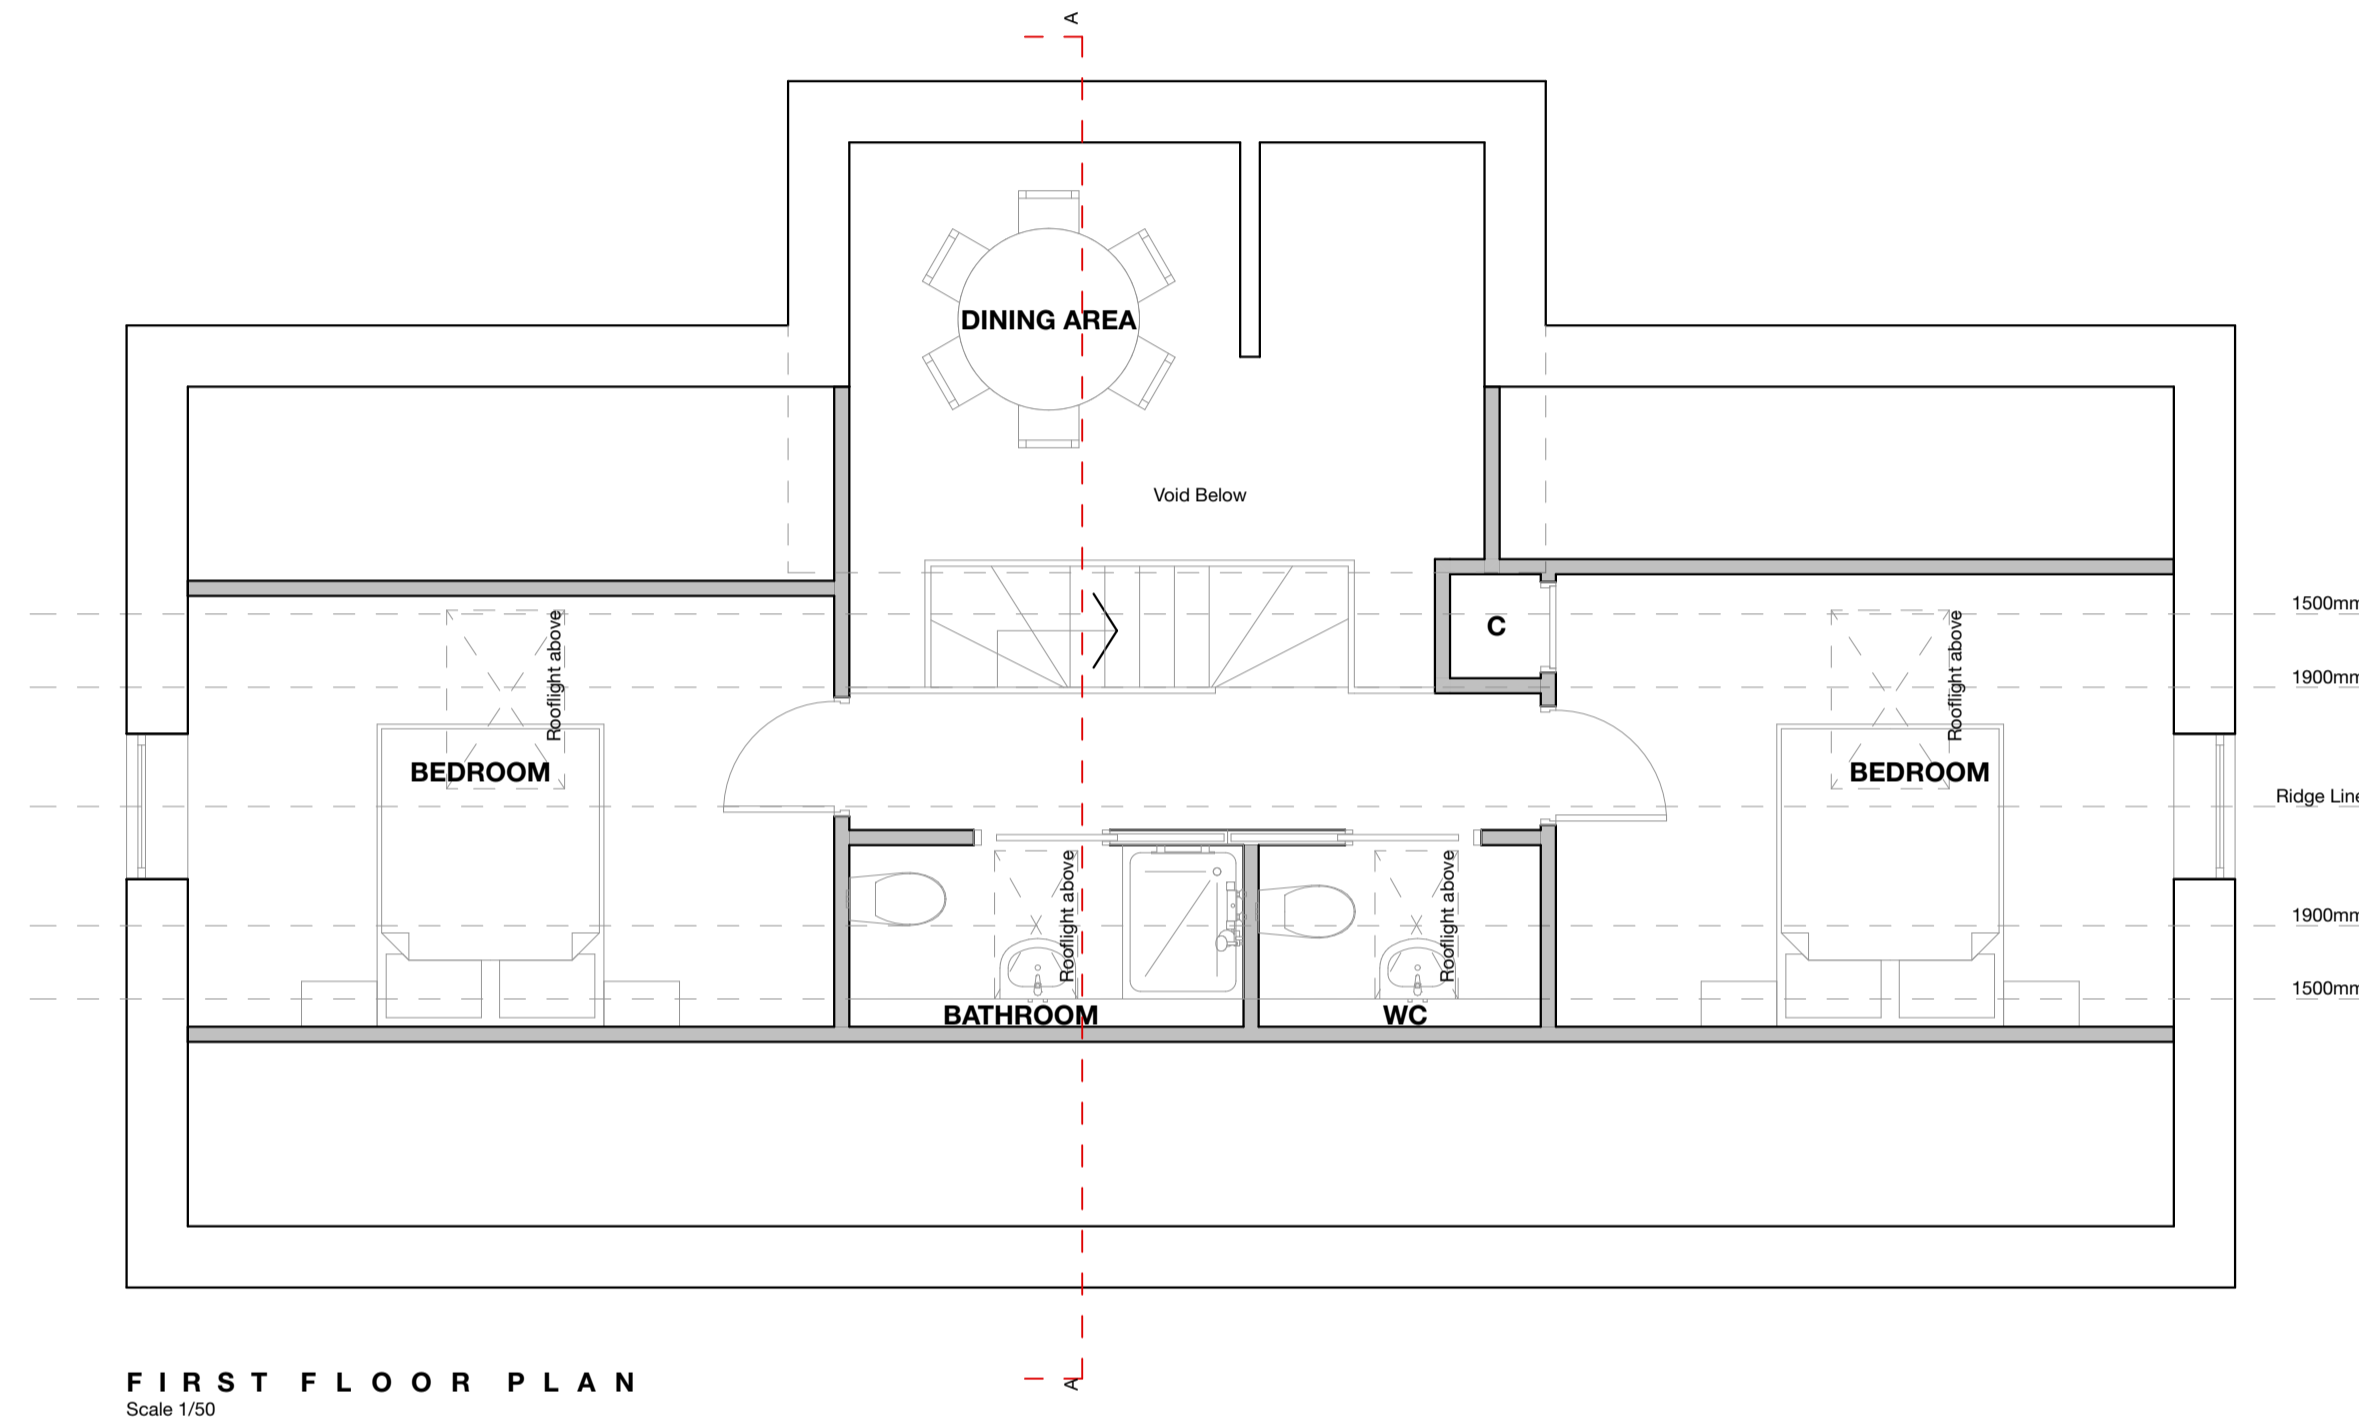 A
DINING AREA
Void Below
1500mm
C
Rooflight above
Rooflight above
1900mm
BEDROOM
BEDROOM
Ridge Line
Rooflight above
Rooflight above
1900mm
1500mm
BATHROOM
WC
A
FIRST FLOOR PLAN
Scale 1/50